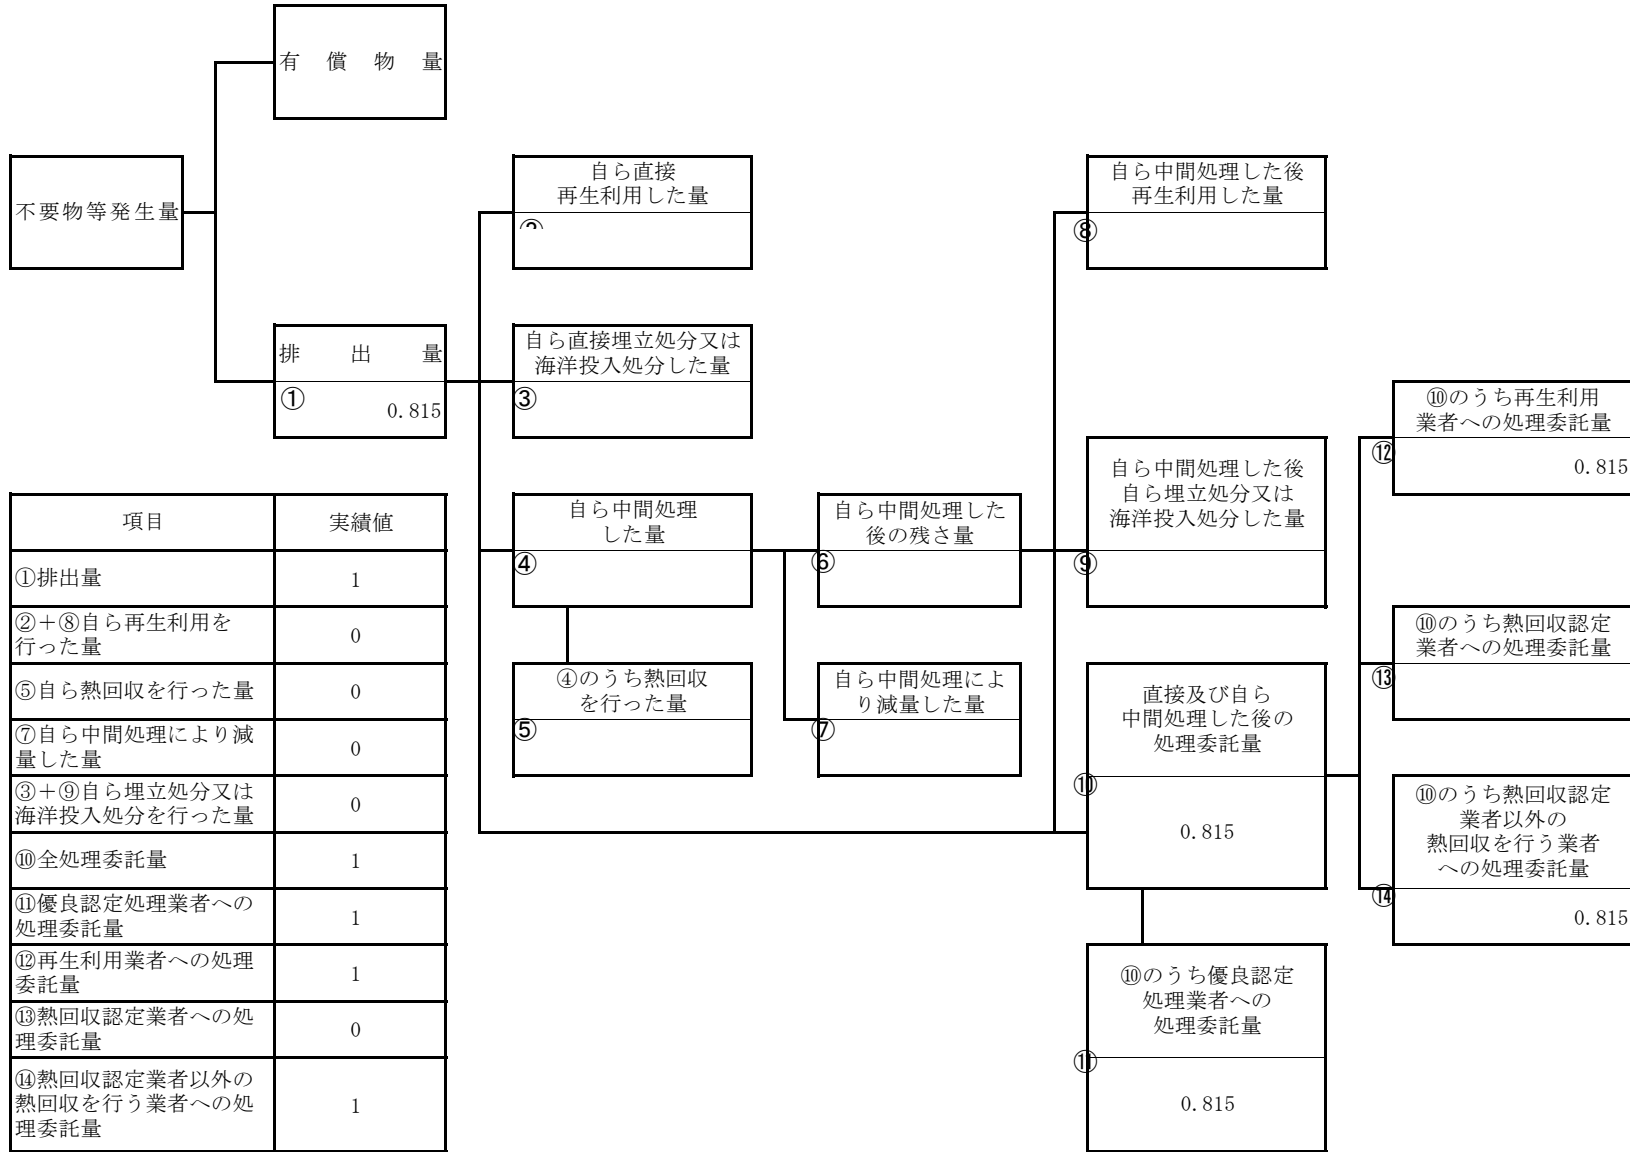 有償物量
不要物等発生量
自ら直接
再生利用した量
②
自ら中間処理した後
再生利用した量
⑧
排出量
①
0.815
自ら直接埋立処分又は
海洋投入処分した量
③
⑩のうち再生利用
業者への処理委託量
⑫
0.815
自ら中間処理
した量
④
自ら中間処理した
後の残さ量
⑥
自ら中間処理した後
自ら埋立処分又は
海洋投入処分した量
⑨
⑩のうち熱回収認定
業者への処理委託量
⑬
④のうち熱回収
を行った量
⑤
自ら中間処理によ
り減量した量
⑦
直接及び自ら
中間処理した後の
処理委託量
⑩
0.815
⑩のうち熱回収認定
業者以外の
熱回収を行う業者
への処理委託量
⑭
0.815
⑩のうち優良認定
処理業者への
処理委託量
⑪
0.815
項目 実績値
①排出量 1
②+⑧自ら再生利用を
行った量 0
⑤自ら熱回収を行った量 0
⑦自ら中間処理により減
量した量 0
③+⑨自ら埋立処分又は
海洋投入処分を行った量 0
⑩全処理委託量 1
⑪優良認定処理業者への
処理委託量 1
⑫再生利用業者への処理
委託量 1
⑬熱回収認定業者への処
理委託量 0
⑭熱回収認定業者以外の
熱回収を行う業者への処
理委託量 1